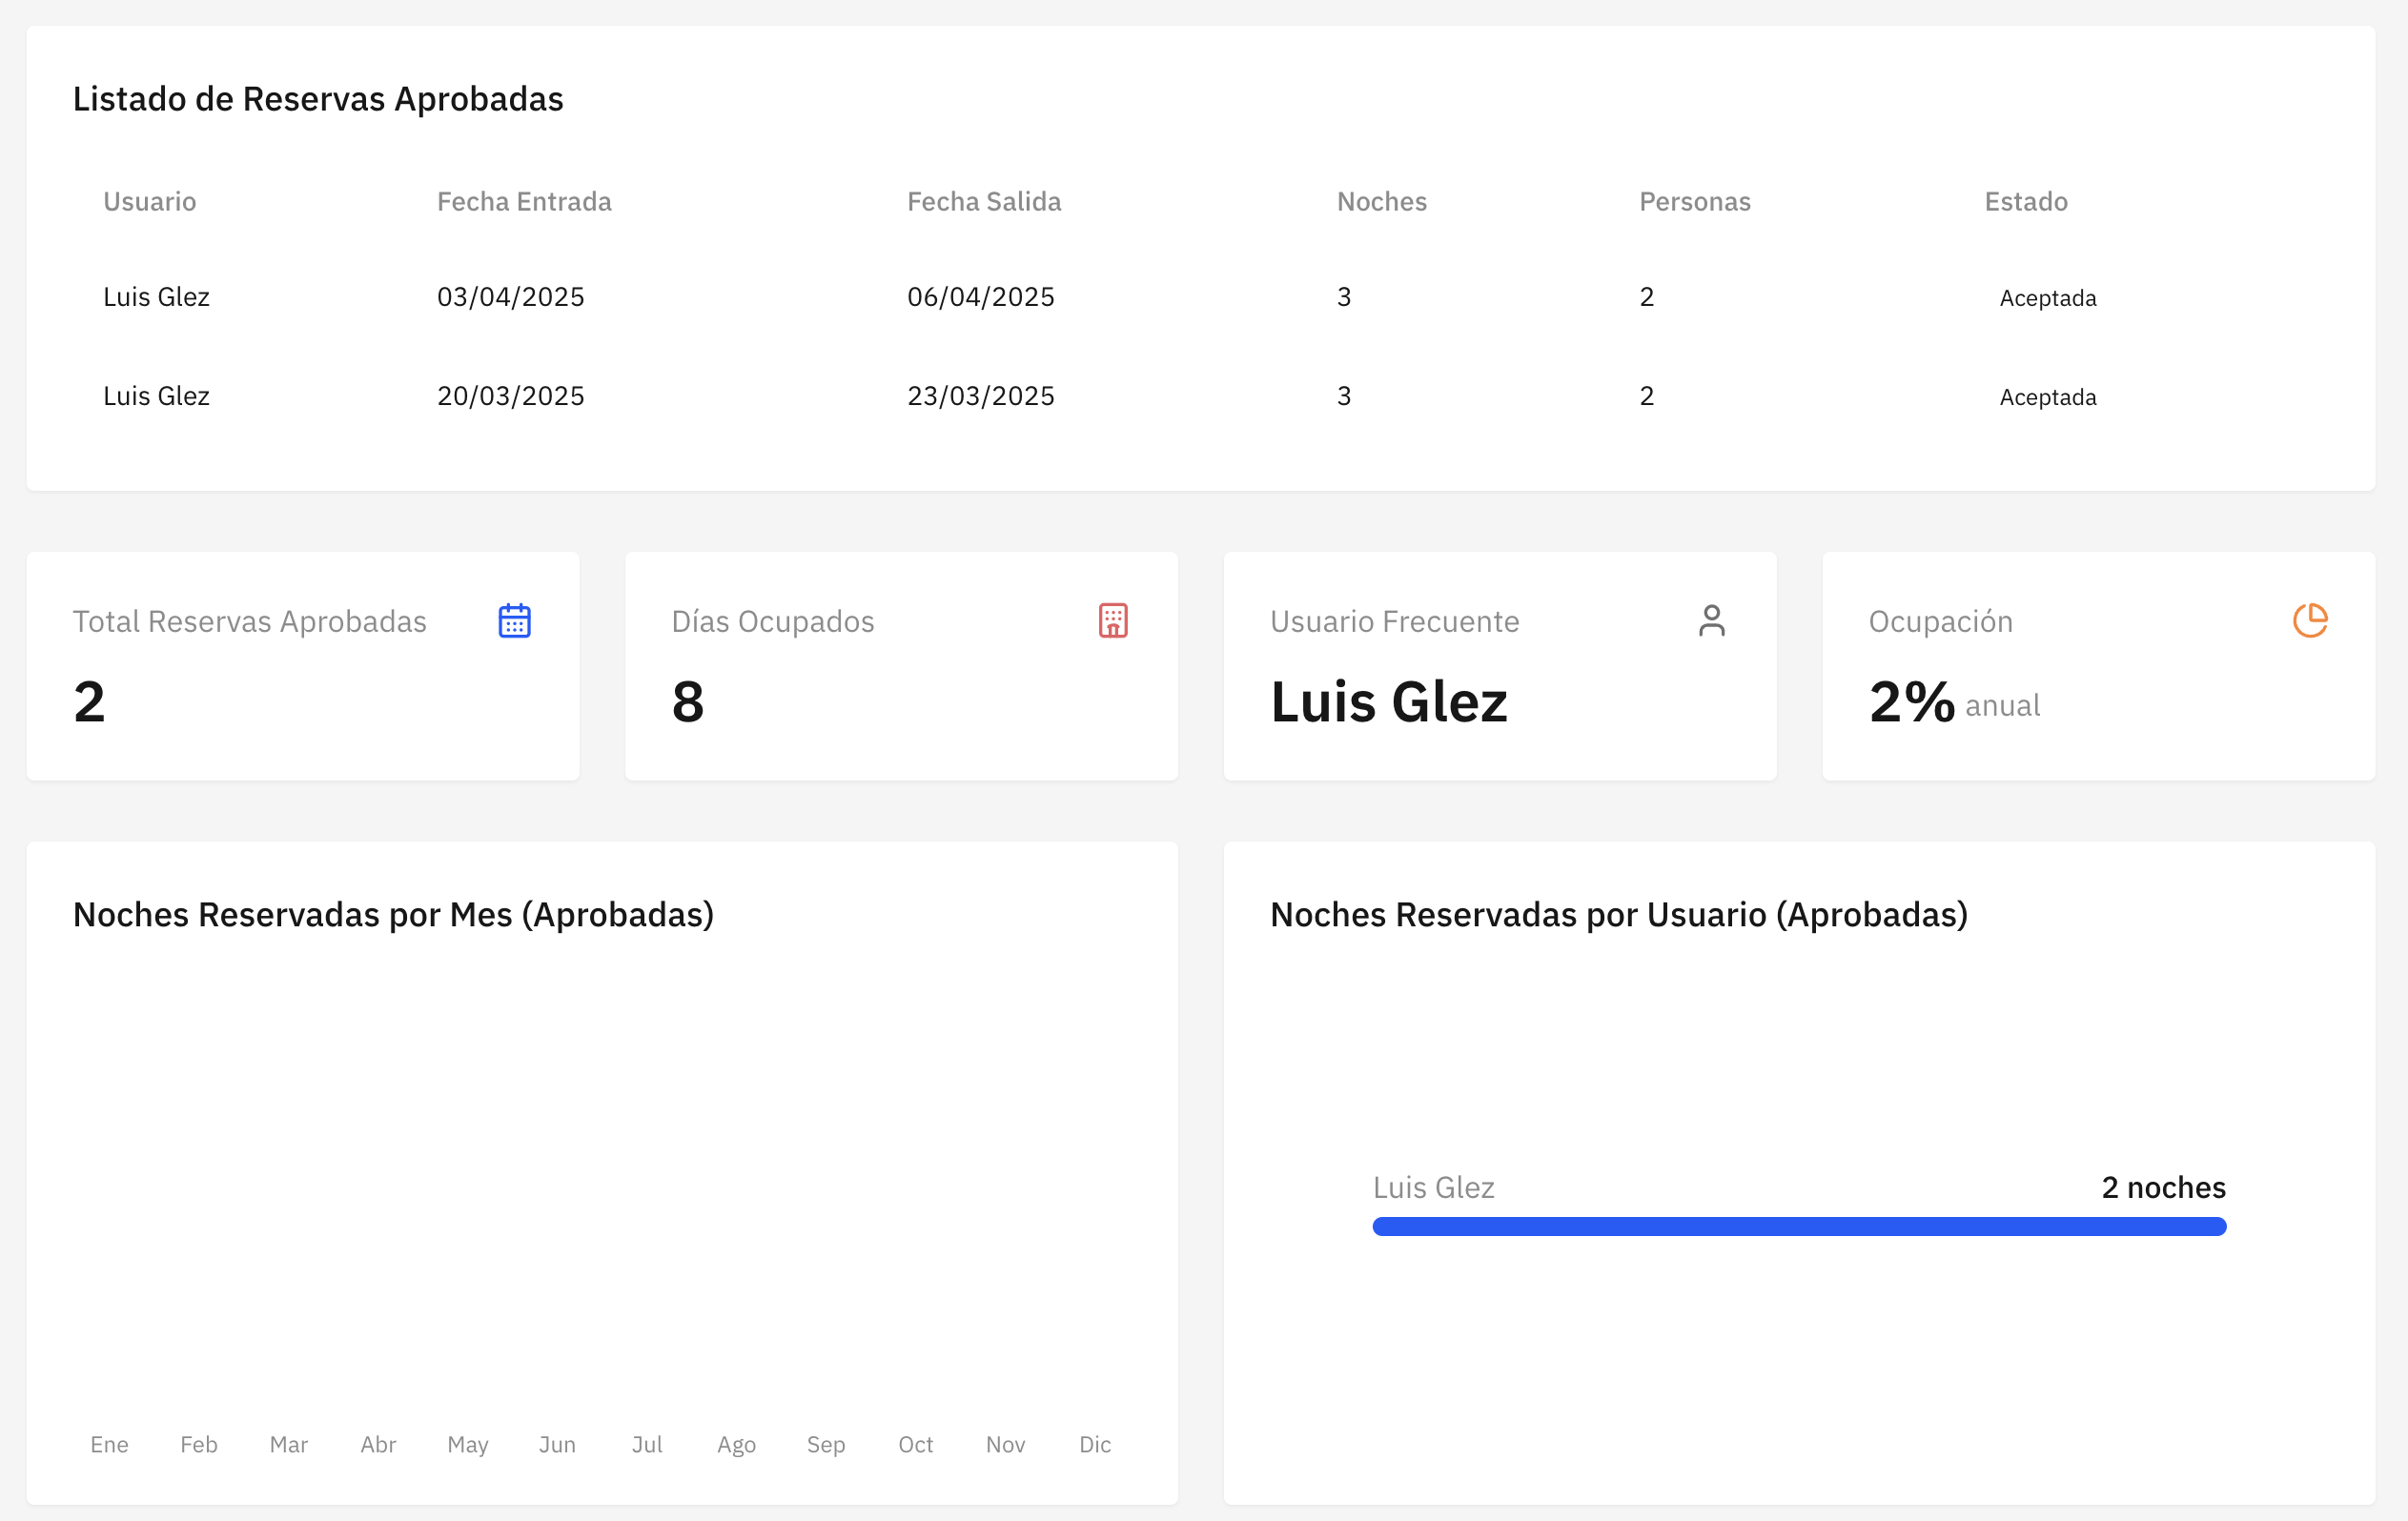 Listado de Reservas Aprobadas
Usuario Fecha Entrada Fecha Salida Noches Personas Estado
Luis Glez 03/04/2025 06/04/2025 3 2 Aceptada
Luis Glez 20/03/2025 23/03/2025 3 2 Aceptada
Total Reservas Aprobadas
2
Días Ocupados
8
Usuario Frecuente
Luis Glez
Ocupación
2% anual
Noches Reservadas por Mes (Aprobadas)
Ene Feb Mar Abr May Jun Jul Ago Sep Oct Nov Dic
Noches Reservadas por Usuario (Aprobadas)
Luis Glez 2 noches